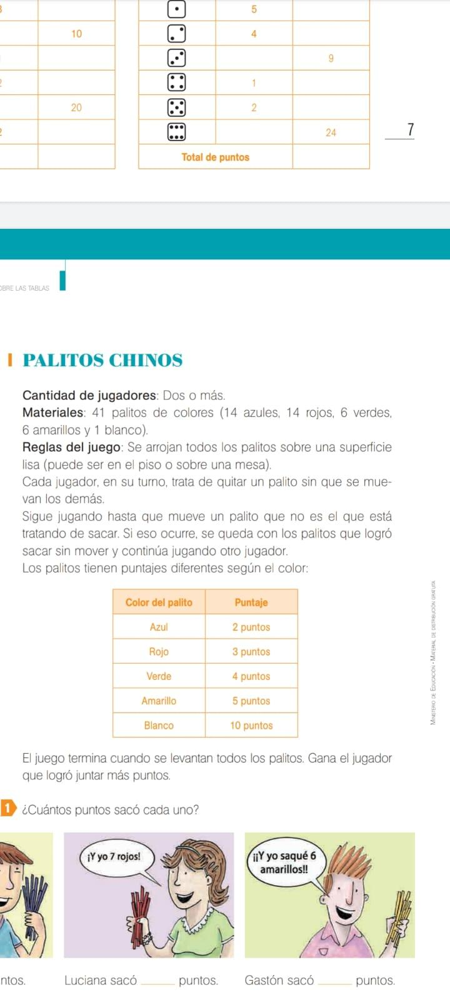 5
10
4
9
1
20
2
24
7
Total de puntos
LAS TABLAS
PALITOS CHINOS
Cantidad de jugadores: Dos o más.
Materiales: 41 palitos de colores (14 azules, 14 rojos, 6 verdes,
6 amarillos y 1 blanco).
Reglas del juego: Se arrojan todos los palitos sobre una superficie
lisa (puede ser en el piso o sobre una mesa).
Cada jugador, en su turno, trata de quitar un palito sin que se mue-
van los demás.
Sigue jugando hasta que mueve un palito que no es el que está
tratando de sacar. Si eso ocurre, se queda con los palitos que logró
sacar sin mover y continúa jugando otro jugador.
Los palitos tienen puntajes diferentes según el color:
Color del palito Puntaje
Azul 2 puntos
Rojo 3 puntos
Verde 4 puntos
Amarillo 5 puntos
Blanco 10 puntos
Ministerio de Educación • Material de distribución gratuita
El juego termina cuando se levantan todos los palitos. Gana el jugador
que logró juntar más puntos.
1 ¿Cuántos puntos sacó cada uno?
¡Y yo 7 rojos!
¡¡Y yo saqué 6
amarillos!!
ntos. Luciana sacó ______ puntos. Gastón sacó ______ puntos.